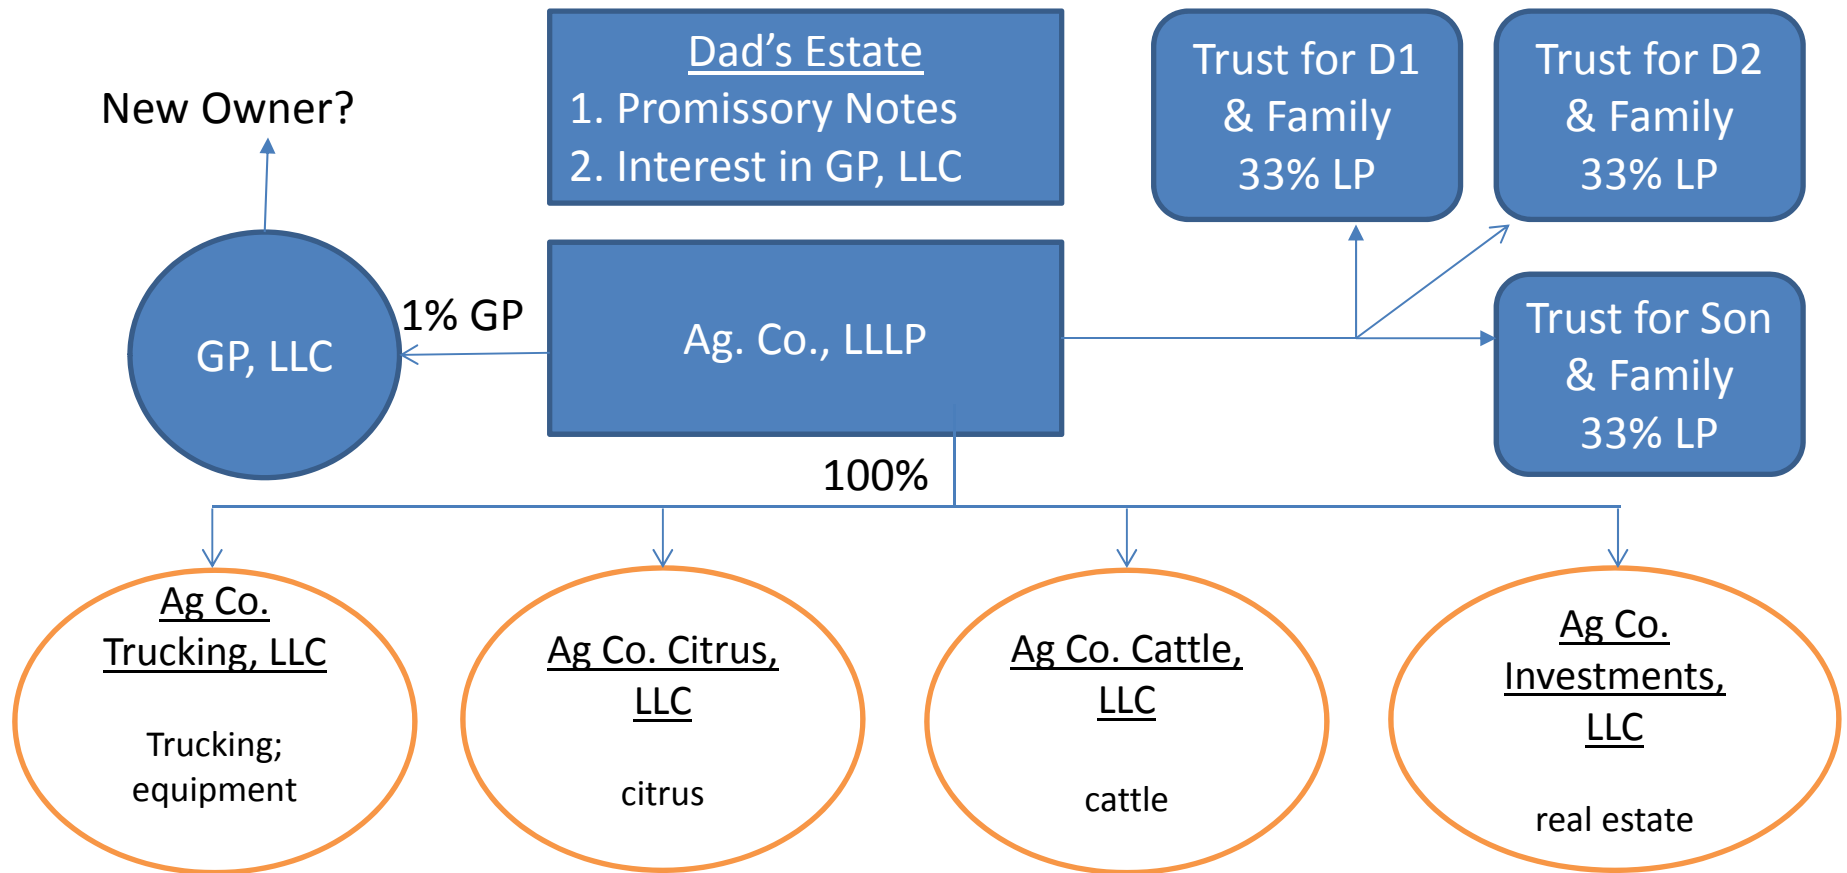 New Owner?
Dad’s Estate
1. Promissory Notes
2. Interest in GP, LLC
Trust for D1
& Family
33% LP
Trust for D2
& Family
33% LP
GP, LLC
1% GP
Ag. Co., LLLP
Trust for Son
& Family
33% LP
100%
Ag Co.
Trucking, LLC
Trucking;
equipment
Ag Co. Citrus,
LLC
citrus
Ag Co. Cattle,
LLC
cattle
Ag Co.
Investments,
LLC
real estate